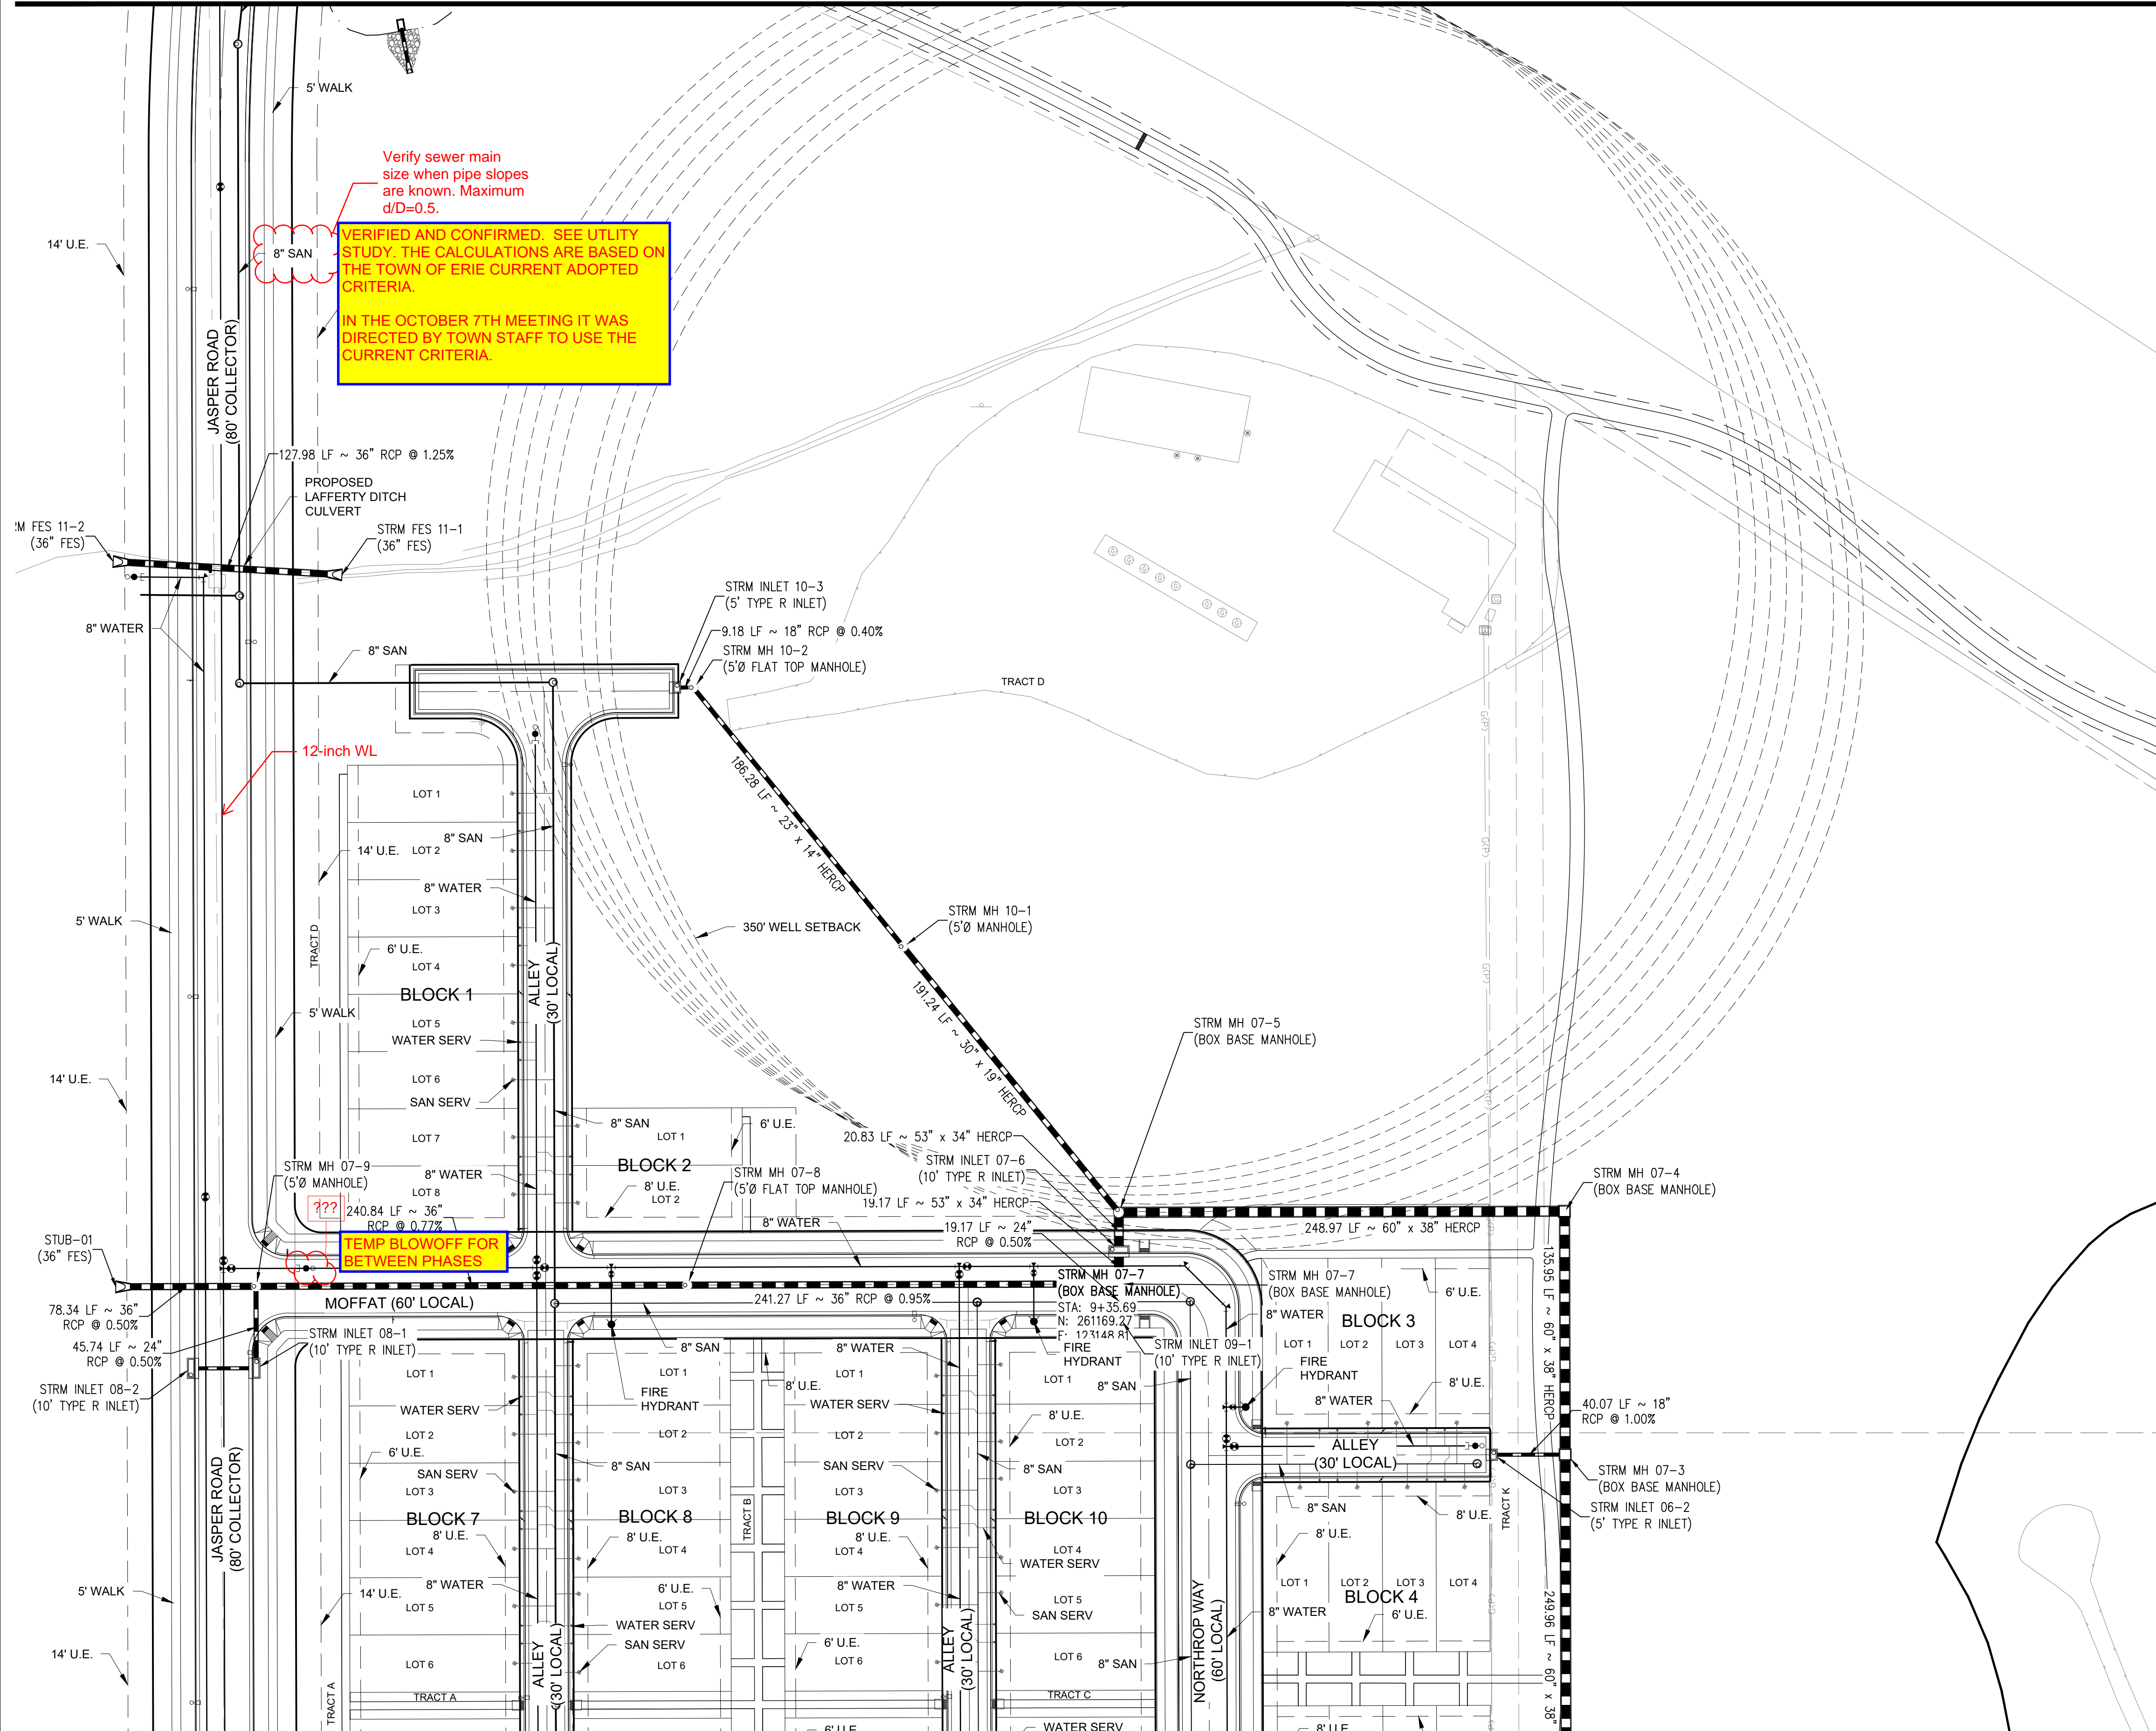 5' WALK
Verify sewer main
size when pipe slopes
are known. Maximum
d/D=0.5.
14' U.E.
8" SAN
VERIFIED AND CONFIRMED.  SEE UTLITY
STUDY. THE CALCULATIONS ARE BASED ON
THE TOWN OF ERIE CURRENT ADOPTED
CRITERIA.
IN THE OCTOBER 7TH MEETING IT WAS
DIRECTED BY TOWN STAFF TO USE THE
CURRENT CRITERIA.
JASPER ROAD
(80' COLLECTOR)
127.98 LF ~ 36" RCP @ 1.25%
PROPOSED
LAFFERTY DITCH
CULVERT
M FES 11-2
(36" FES)
STRM FES 11-1
(36" FES)
8" WATER
8" SAN
STRM INLET 10-3
(5' TYPE R INLET)
9.18 LF ~ 18" RCP @ 0.40%
STRM MH 10-2
(5'Ø FLAT TOP MANHOLE)
TRACT D
G(P)
12-inch WL
186.28 LF ~ 23" x 14" HERCP
LOT 1
8" SAN
14' U.E.
LOT 2
8" WATER
LOT 3
5' WALK
TRACT D
6' U.E.
LOT 4
BLOCK 1
ALLEY
(30' LOCAL)
350' WELL SETBACK
STRM MH 10-1
(5'Ø MANHOLE)
G(P)
G(P)
191.24 LF ~ 30" x 19" HERCP
5' WALK
LOT 5
WATER SERV
STRM MH 07-5
(BOX BASE MANHOLE)
14' U.E.
LOT 6
SAN SERV
G(P)
8" SAN
LOT 1
6' U.E.
LOT 7
BLOCK 2
20.83 LF ~ 53" x 34" HERCP
STRM MH 07-9
(5'Ø MANHOLE)
8" WATER
LOT 8
8' U.E.
LOT 2
STRM MH 07-8
(5'Ø FLAT TOP MANHOLE)
STRM INLET 07-6
(10' TYPE R INLET)
STRM MH 07-4
(BOX BASE MANHOLE)
???
240.84 LF ~ 36"
RCP @ 0.77%
19.17 LF ~ 53" x 34" HERCP
8" WATER
19.17 LF ~ 24"
RCP @ 0.50%
248.97 LF ~ 60" x 38" HERCP
STUB-01
(36" FES)
TEMP BLOWOFF FOR
BETWEEN PHASES
135.95 LF ~ 60" x 38" HERCP
78.34 LF ~ 36"
RCP @ 0.50%
MOFFAT (60' LOCAL)
241.27 LF ~ 36" RCP @ 0.95%
STRM MH 07-7
(BOX BASE MANHOLE)
STA: 9+35.69
N: 261169.27
E: 123148.81
STRM MH 07-7
(BOX BASE MANHOLE)
6' U.E.
8" WATER
BLOCK 3
45.74 LF ~ 24"
RCP @ 0.50%
STRM INLET 08-1
(10' TYPE R INLET)
8" SAN
8" WATER
FIRE
HYDRANT
STRM INLET 09-1
(10' TYPE R INLET)
LOT 1
LOT 2
LOT 3
LOT 4
G(P)
STRM INLET 08-2
(10' TYPE R INLET)
LOT 1
LOT 1
8' U.E.
LOT 1
LOT 1
8" SAN
FIRE
HYDRANT
8' U.E.
8" WATER
WATER SERV
FIRE
HYDRANT
WATER SERV
8' U.E.
40.07 LF ~ 18"
RCP @ 1.00%
LOT 2
LOT 2
LOT 2
LOT 2
6' U.E.
8" SAN
SAN SERV
SAN SERV
8" SAN
ALLEY
(30' LOCAL)
STRM MH 07-3
(BOX BASE MANHOLE)
LOT 3
LOT 3
LOT 3
LOT 3
JASPER ROAD
(80' COLLECTOR)
BLOCK 7
BLOCK 8
TRACT B
BLOCK 9
BLOCK 10
8" SAN
8' U.E.
TRACT K
STRM INLET 06-2
(5' TYPE R INLET)
8' U.E.
8' U.E.
8' U.E.
8' U.E.
LOT 4
LOT 4
LOT 4
LOT 4
WATER SERV
5' WALK
14' U.E.
8" WATER
6' U.E.
8" WATER
LOT 1
LOT 2
LOT 3
LOT 4
BLOCK 4
G(P)
LOT 5
LOT 5
LOT 5
LOT 5
WATER SERV
SAN SERV
8" WATER
6' U.E.
249.96 LF ~ 60" x 38"
14' U.E.
LOT 6
ALLEY
(30' LOCAL)
SAN SERV
LOT 6
6' U.E.
LOT 6
ALLEY
(30' LOCAL)
LOT 6
8" SAN
NORTHROP WAY
(60' LOCAL)
TRACT A
TRACT A
TRACT C
6' U.E.
WATER SERV
8' U.E.